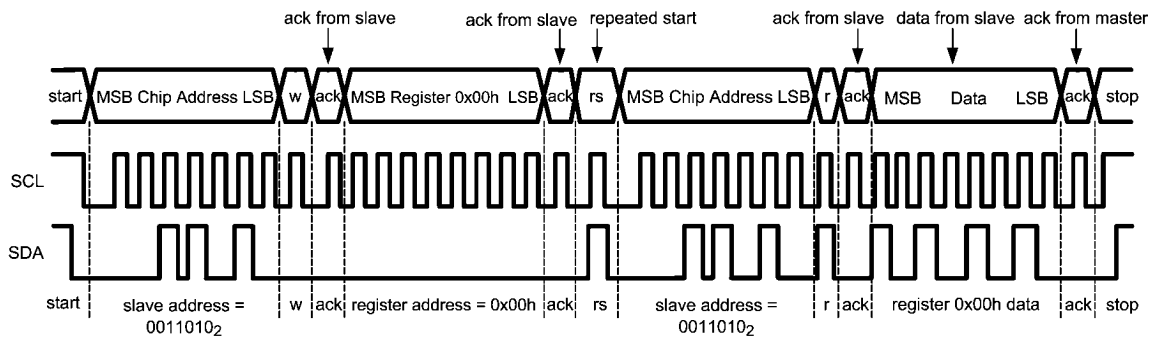 ack from slave
ack from slave
repeated start
ack from slave
data from slave
ack from master
start
MSB Chip Address LSB
w
ack
MSB Register 0x00h LSB
ack
rs
MSB Chip Address LSB
r
ack
MSB Data LSB
ack
stop
SCL
SDA
start
slave address =
0011010₂
w
ack
register address = 0x00h
ack
rs
slave address =
0011010₂
r
ack
register 0x00h data
ack
stop